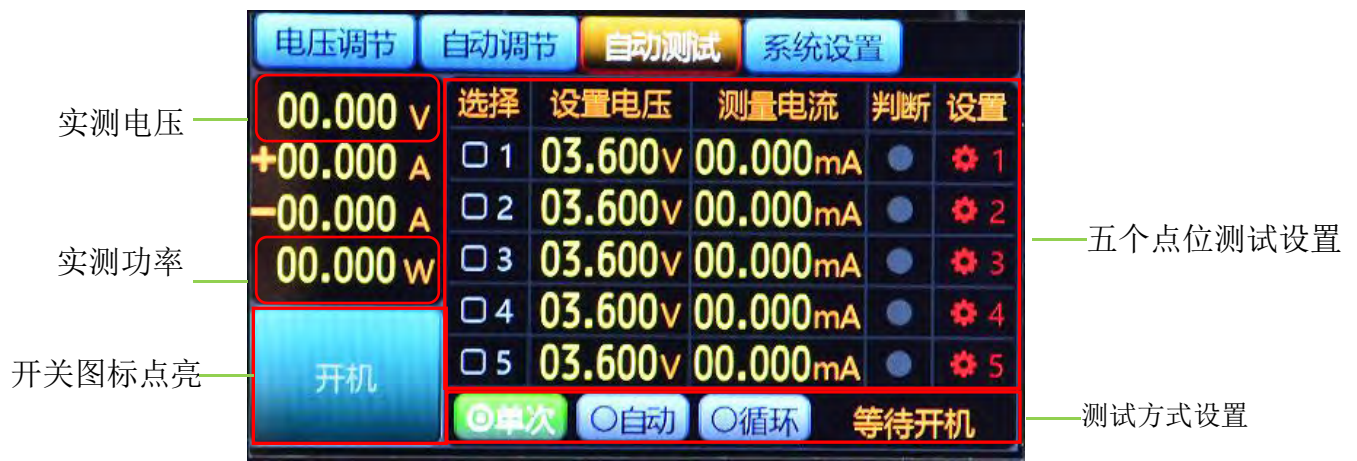 电压调节 自动调节 自动测试 系统设置
实测电压
00.000 V
+00.000 A
-00.000 A
实测功率
00.000 W
开关图标点亮
开机
选择 设置电压 测量电流 判断 设置
1 03.600V 00.000mA 1
2 03.600V 00.000mA 2
3 03.600V 00.000mA 3
4 03.600V 00.000mA 4
5 03.600V 00.000mA 5
五个点位测试设置
单次 自动 循环 等待开机
测试方式设置